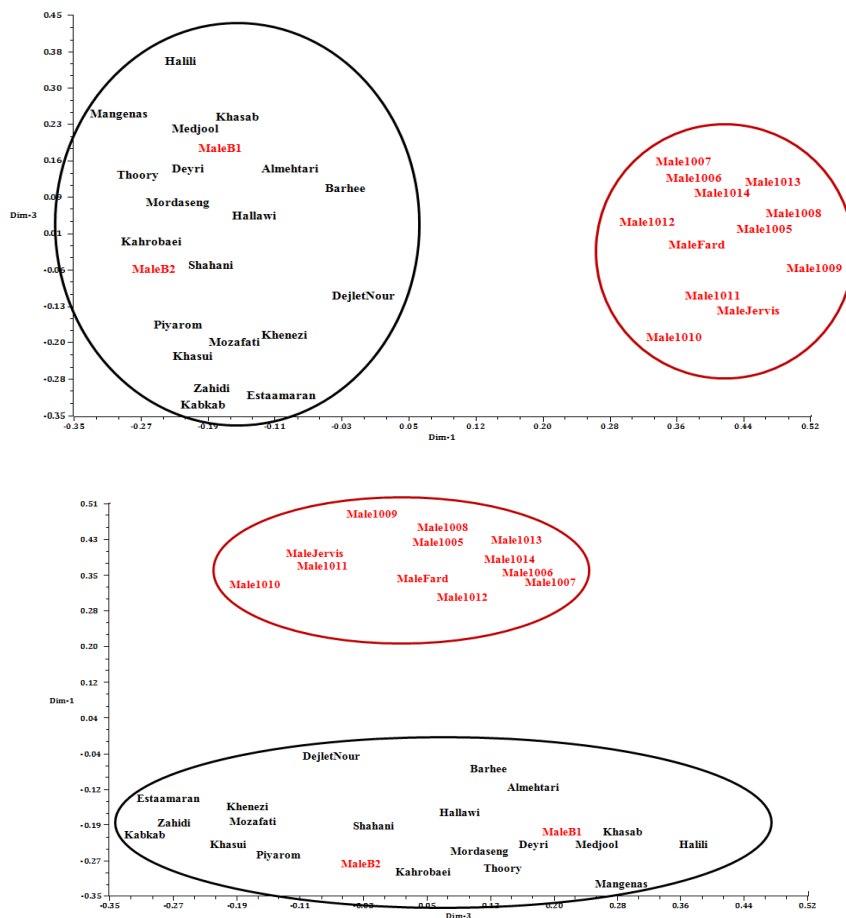 0.45
Halili
0.38
0.30
Mangenas
Khasab
0.23
Medjool
MaleB1
0.16
Male1007
Deyri
Almehtari
Thoory
Male1006
Male1013
Barhee
Male1014
0.09
Mordaseng
Hallawi
Male1008
Dim-3
Male1012
Male1005
0.01
Kahrobaei
MaleFard
-0.06
MaleB2
Shahani
Male1009
DejletNour
Male1011
-0.13
MaleJervis
Piyarom
Khenezi
Male1010
-0.20
Mozafati
Khasui
-0.28
Zahidi
Estaamaran
Kabkab
-0.35
-0.35 -0.27 -0.19 -0.11 -0.03 0.05 0.12 0.20 0.28 0.36 0.44 0.52
Dim-1
0.51
Male1009
Male1008
0.43
Male1005
Male1013
MaleJervis
Male1014
Male1011
0.35
MaleFard
Male1006
Male1010
Male1007
Male1012
0.28
0.20
0.12
Dim-1
0.04
-0.04
DejletNour
Barhee
-0.12
Almehtari
Estaamaran
Khenezi
Hallawi
-0.19
Zahidi
Mozafati
Shahani
Kabkab
MaleB1
Khasab
Khasui
Deyri
Medjool
Halili
Piyarom
Mordaseng
-0.27
MaleB2
Kahrobaei
Thoory
Mangenas
-0.35
-0.35 -0.27 -0.19 -0.11 -0.03 0.05 0.13 0.20 0.28 0.36 0.44 0.52
Dim-3